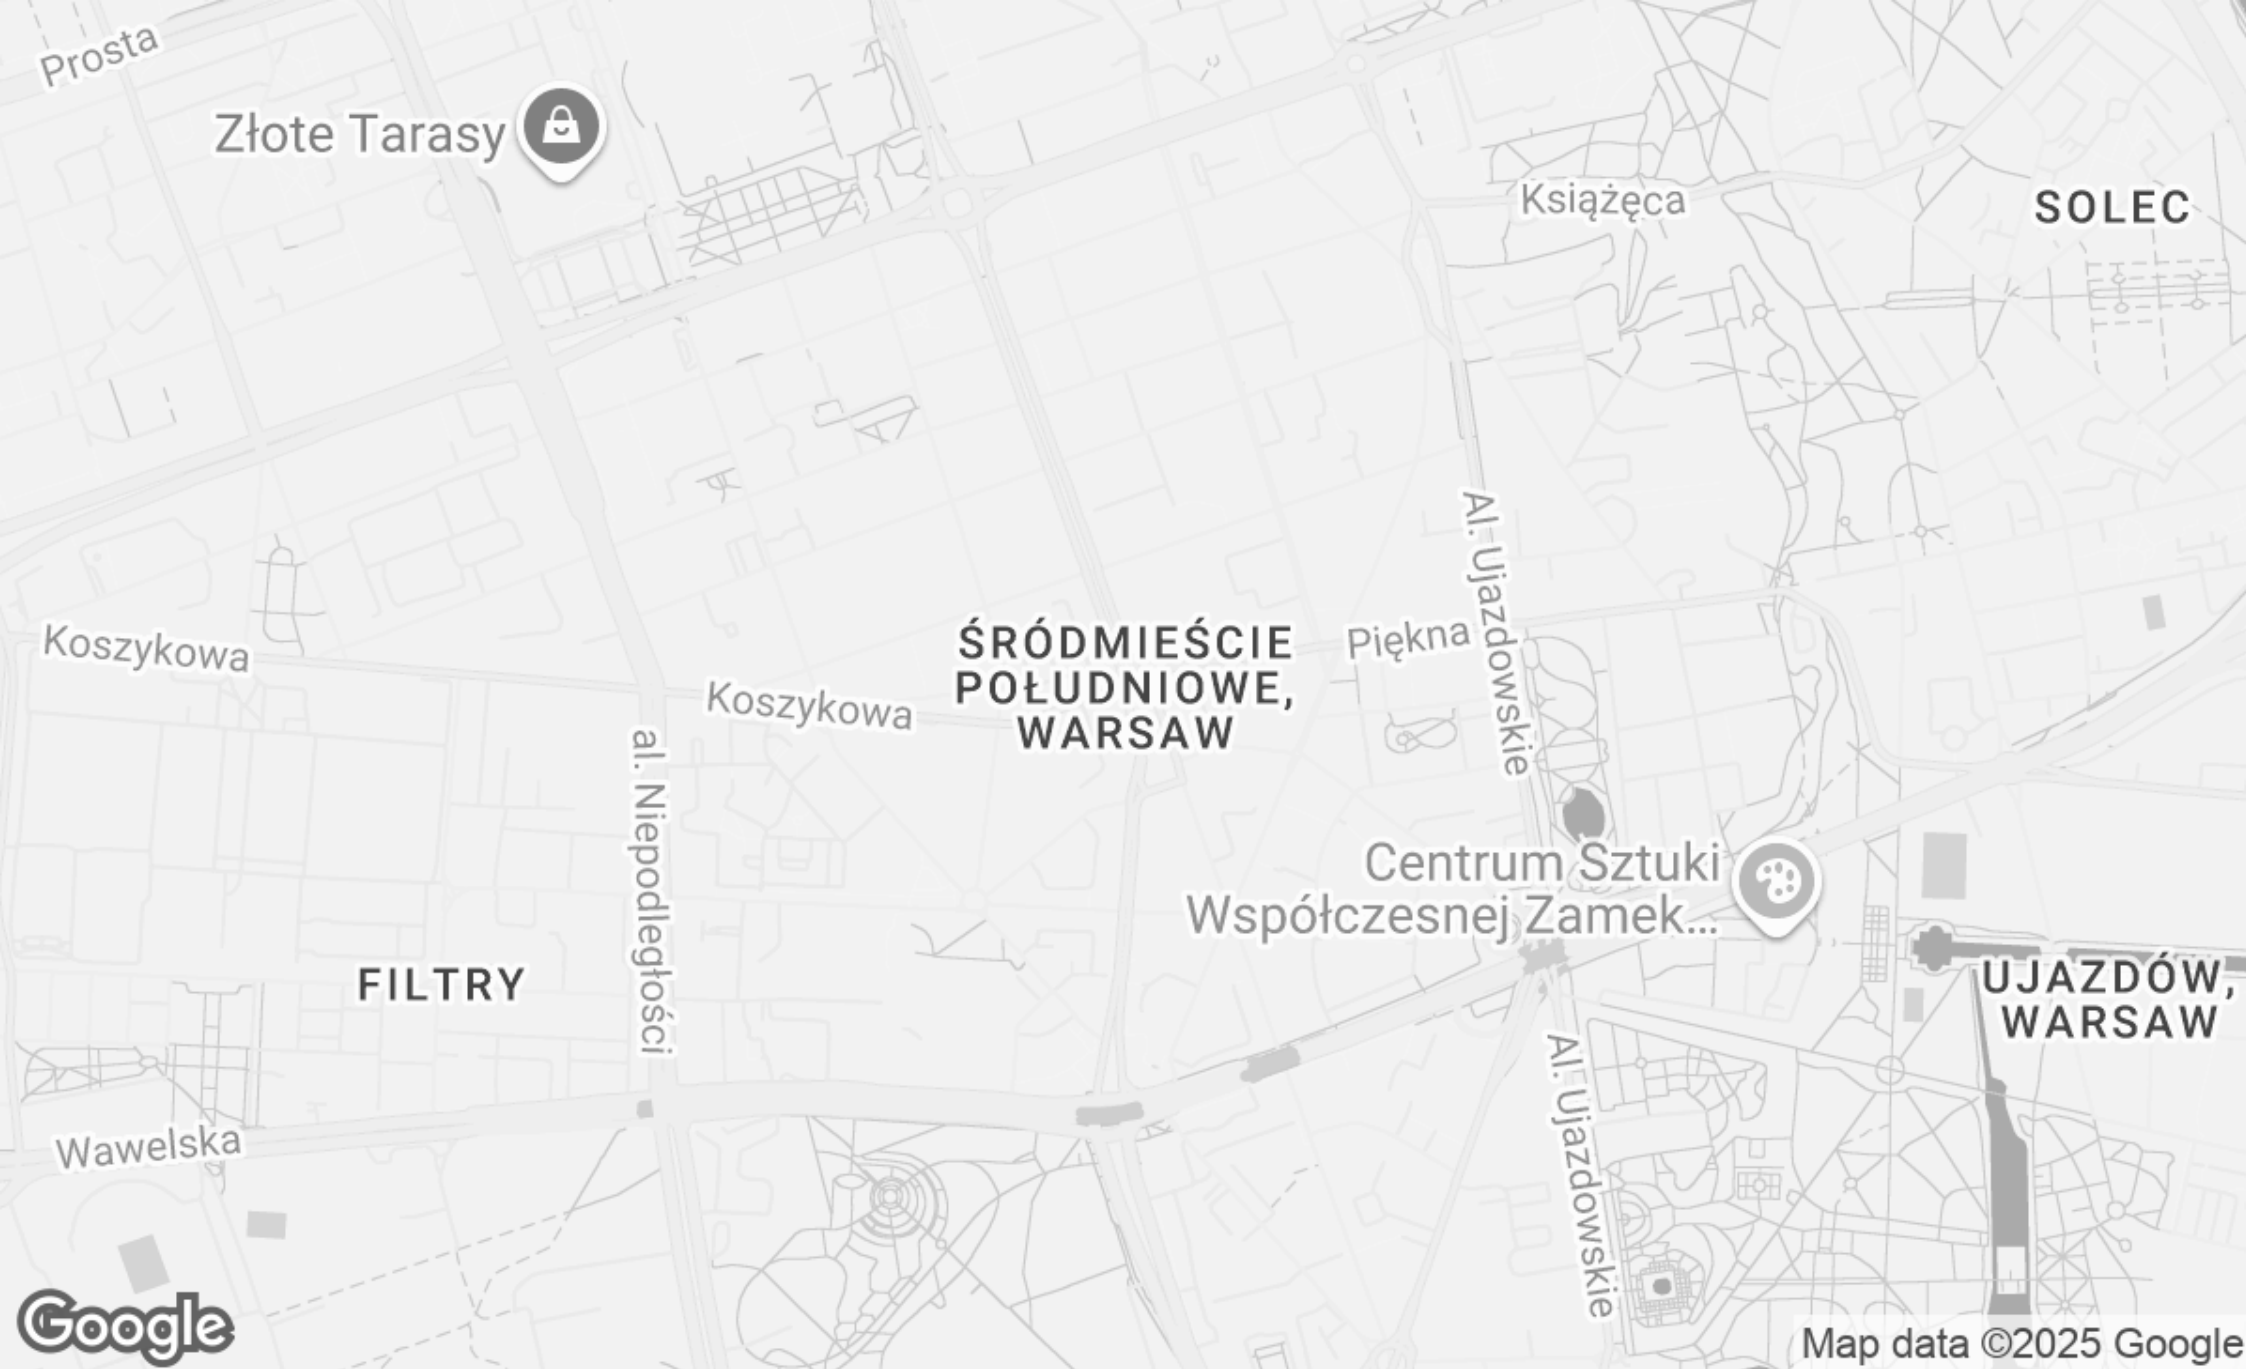 Prosta
Złote Tarasy
Książęca
SOLEC
Al. Ujazdowskie
Koszykowa
ŚRÓDMIEŚCIE
POŁUDNIOWE,
WARSAW
Piękna
Koszykowa
al. Niepodległości
Centrum Sztuki
Współczesnej Zamek...
FILTRY
UJAZDÓW,
WARSAW
Al. Ujazdowskie
Wawelska
Google
Map data ©2025 Google